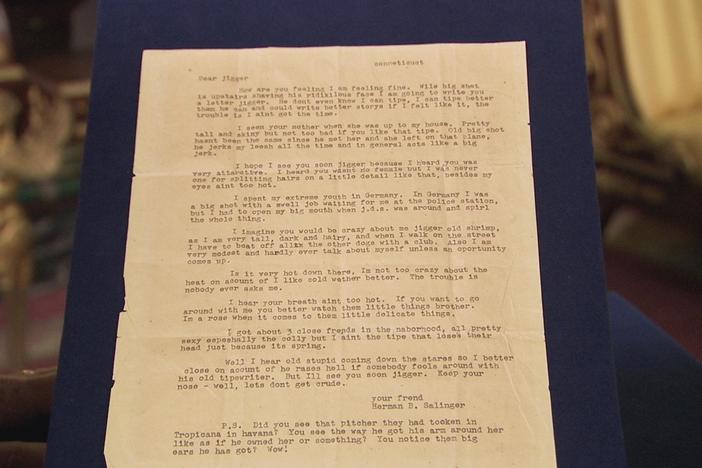 connecticut
Dear jigger
How are you feeling I am feeling fine. Wile big shot
is upstairs shaving his ridikilous face I am going to write you
a letter jigger. He dont even know I can tipe, I can tipe better
then he can and could write better storys if I felt like it, the
trouble is I aint got the time.
I seen your mother when she was up to my house. Pretty
tall and skiny but not too bad if you like that tipe. Old big shot
hasnt been the same since he met her and she left on that plane,
he jerks my leesh all the time and in general acts like a big
jerk.
I hope I see you soon jigger because I heard you was
very attarative. I heard you wasnt no female but I was never
one for splitting hairs on a little detail like that, besides my
eyes aint too hot.
I spent my extreme youth in Germany. In Germany I was
a big shot with a swell job waiting for me at the police station,
but I had to open my big mouth when j.d.s. was around and spirl
the whole thing.
I imagine you would be crazy about me jigger old shrimp,
as I am very tall, dark and hairy, and when I walk on the street
I have to beat off all the other dogs with a club. Also I am
very modest and hardly ever talk about myself unless an oportunity
comes up.
Is it very hot down there, Im not too crazy about the
heat on acount of I like cold wether better. The trouble is
nobody ever asks me.
I hear your breath aint too hot. If you want to go
around with me you better watch them little things brother.
Im a rose when it comes to them little delicate things.
I got about 3 close frends in the naborhood, all pretty
sexy espeshally the colly but I aint the tipe that loses their
head just because its spring.
Well I hear old stupid coming down the stares so I better
close on acount of he rases hell if somebody fools around with
his old tipewriter. But Ill see you soon jigger. Keep your
nose - well, lets dont get crude.
your frend
Herman B. Salinger
P.S. Did you see that pitcher they had tooken in
Tropicana in havana? You see the way he got his arm around her
like as if he owned her or something? You notice them big
ears he has got? Wow!